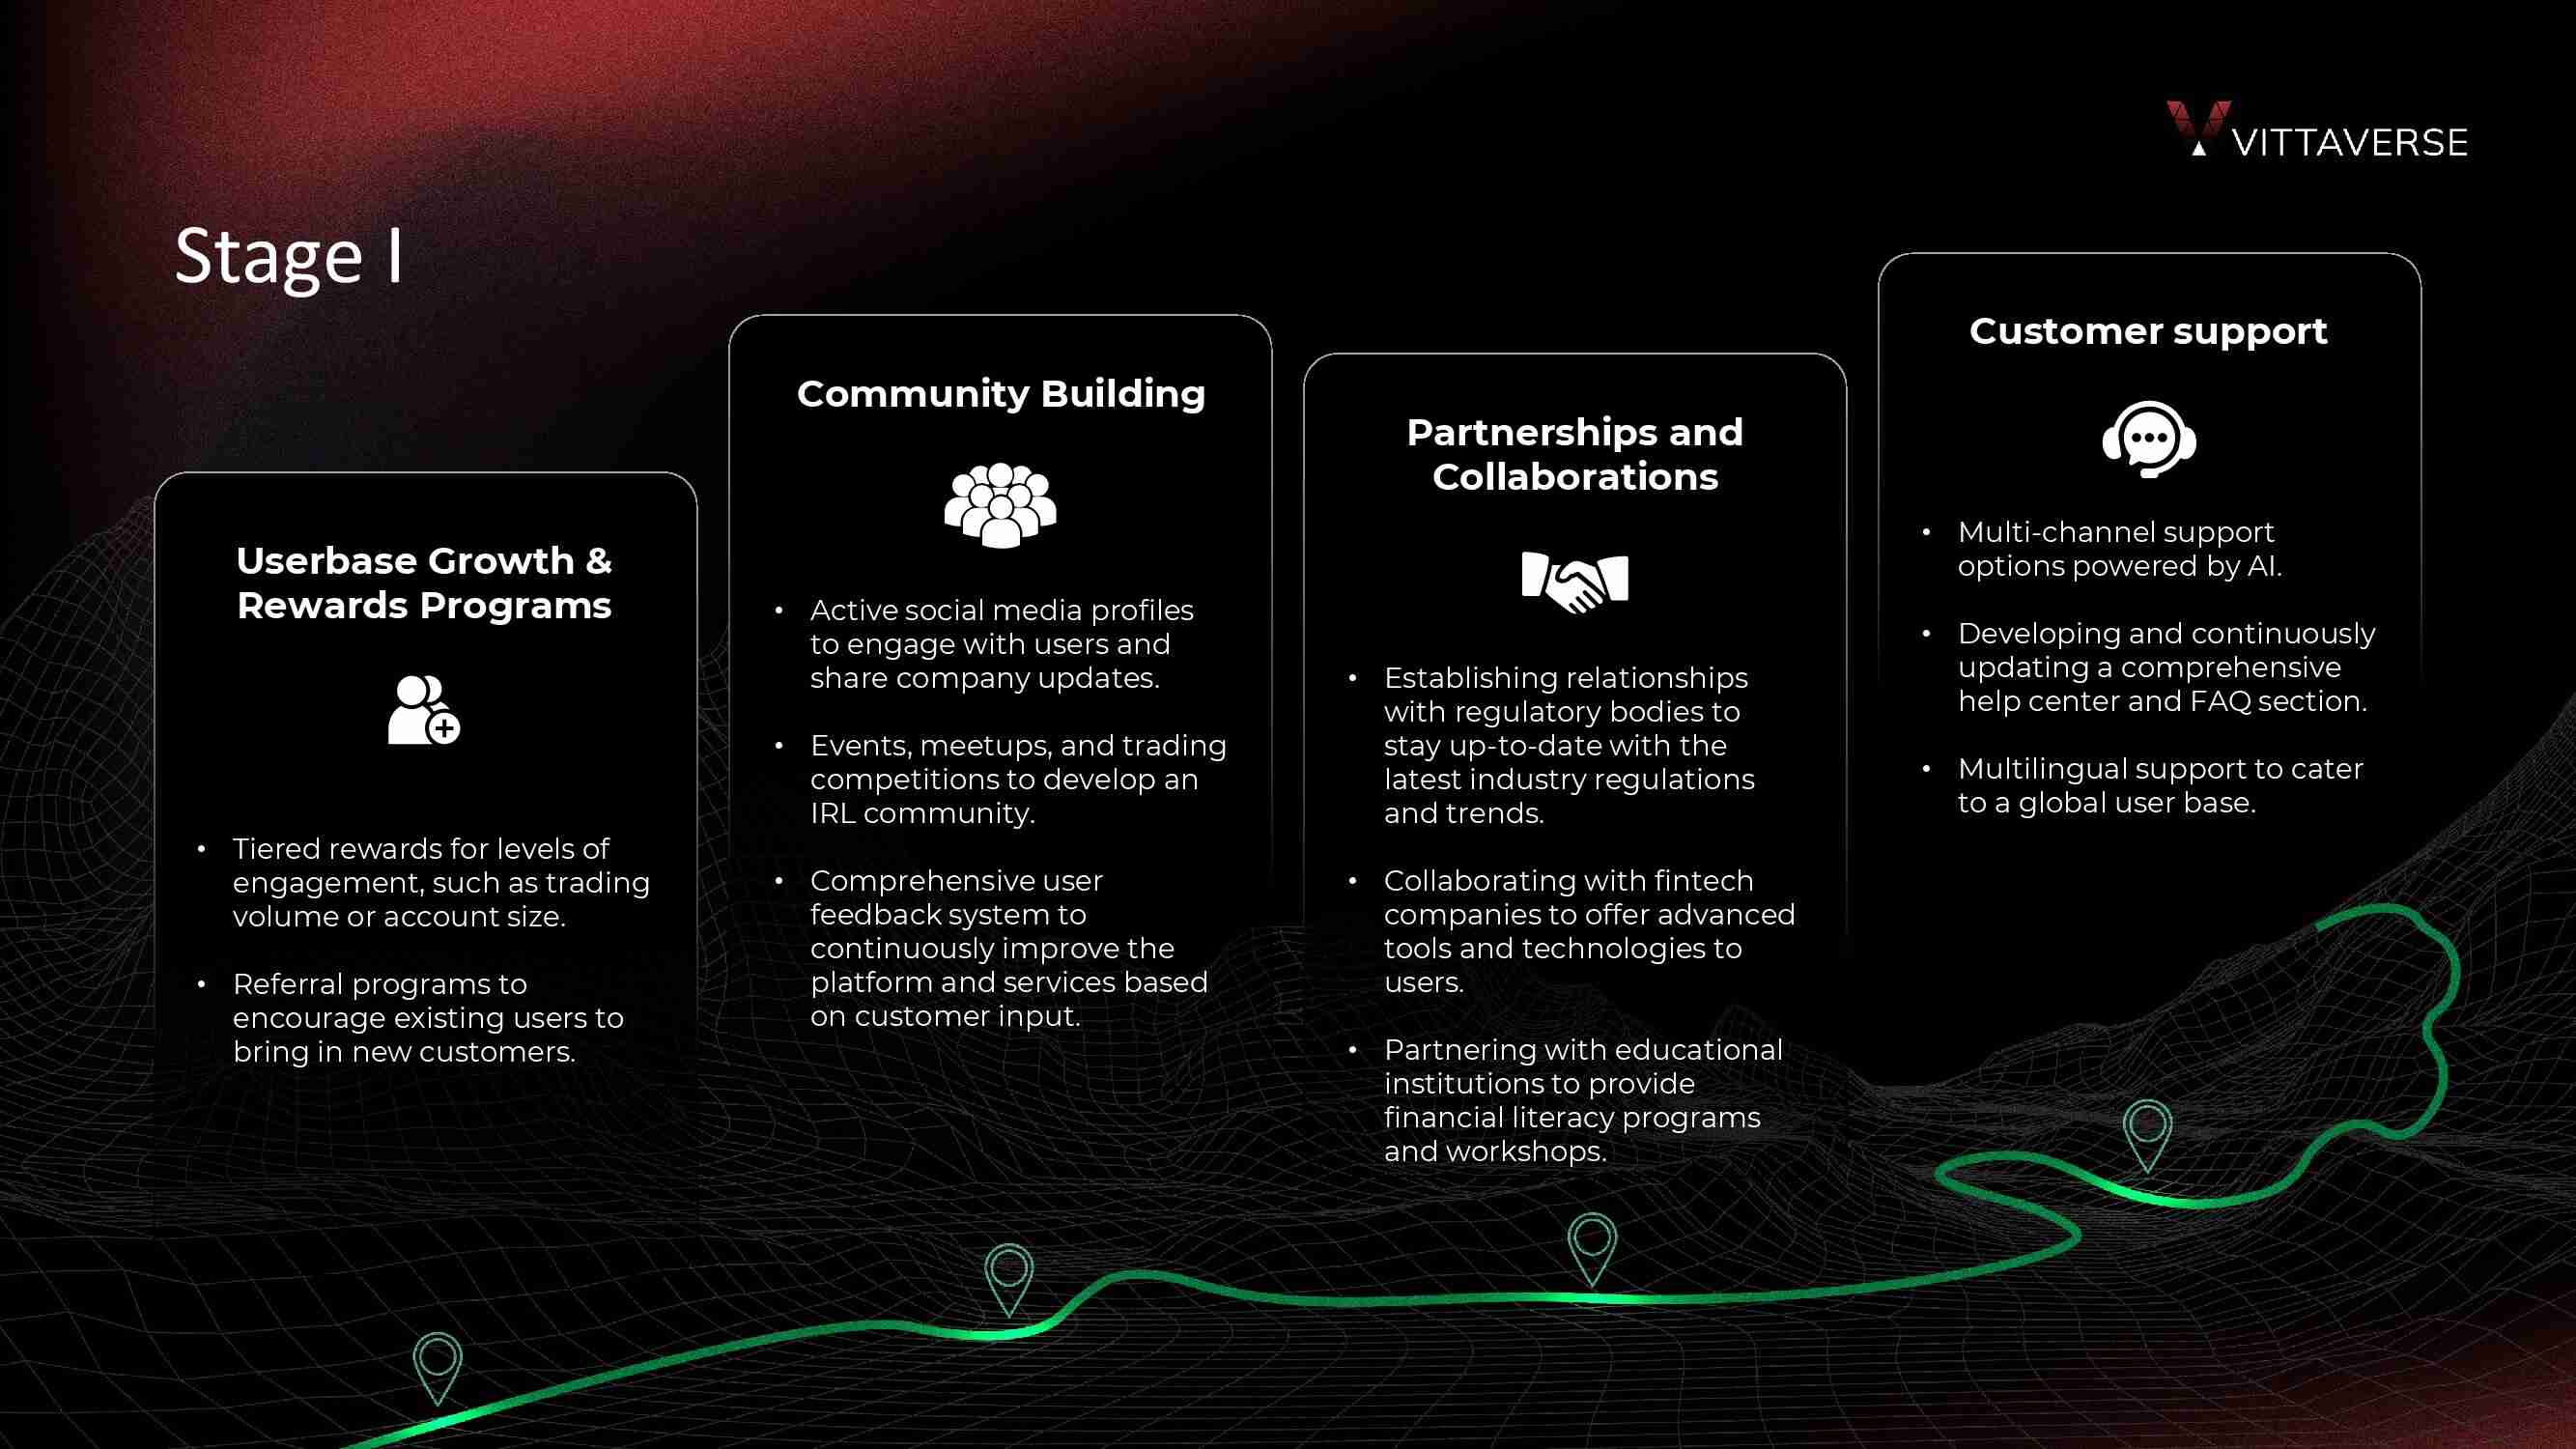 VITTAVERSE
Stage I
Userbase Growth &
Rewards Programs
• Tiered rewards for levels of
engagement, such as trading
volume or account size.
• Referral programs to
encourage existing users to
bring in new customers.
Community Building
• Active social media profiles
to engage with users and
share company updates.
• Events, meetups, and trading
competitions to develop an
IRL community.
• Comprehensive user
feedback system to
continuously improve the
platform and services based
on customer input.
Partnerships and
Collaborations
• Establishing relationships
with regulatory bodies to
stay up-to-date with the
latest industry regulations
and trends.
• Collaborating with fintech
companies to offer advanced
tools and technologies to
users.
• Partnering with educational
institutions to provide
financial literacy programs
and workshops.
Customer support
• Multi-channel support
options powered by AI.
• Developing and continuously
updating a comprehensive
help center and FAQ section.
• Multilingual support to cater
to a global user base.